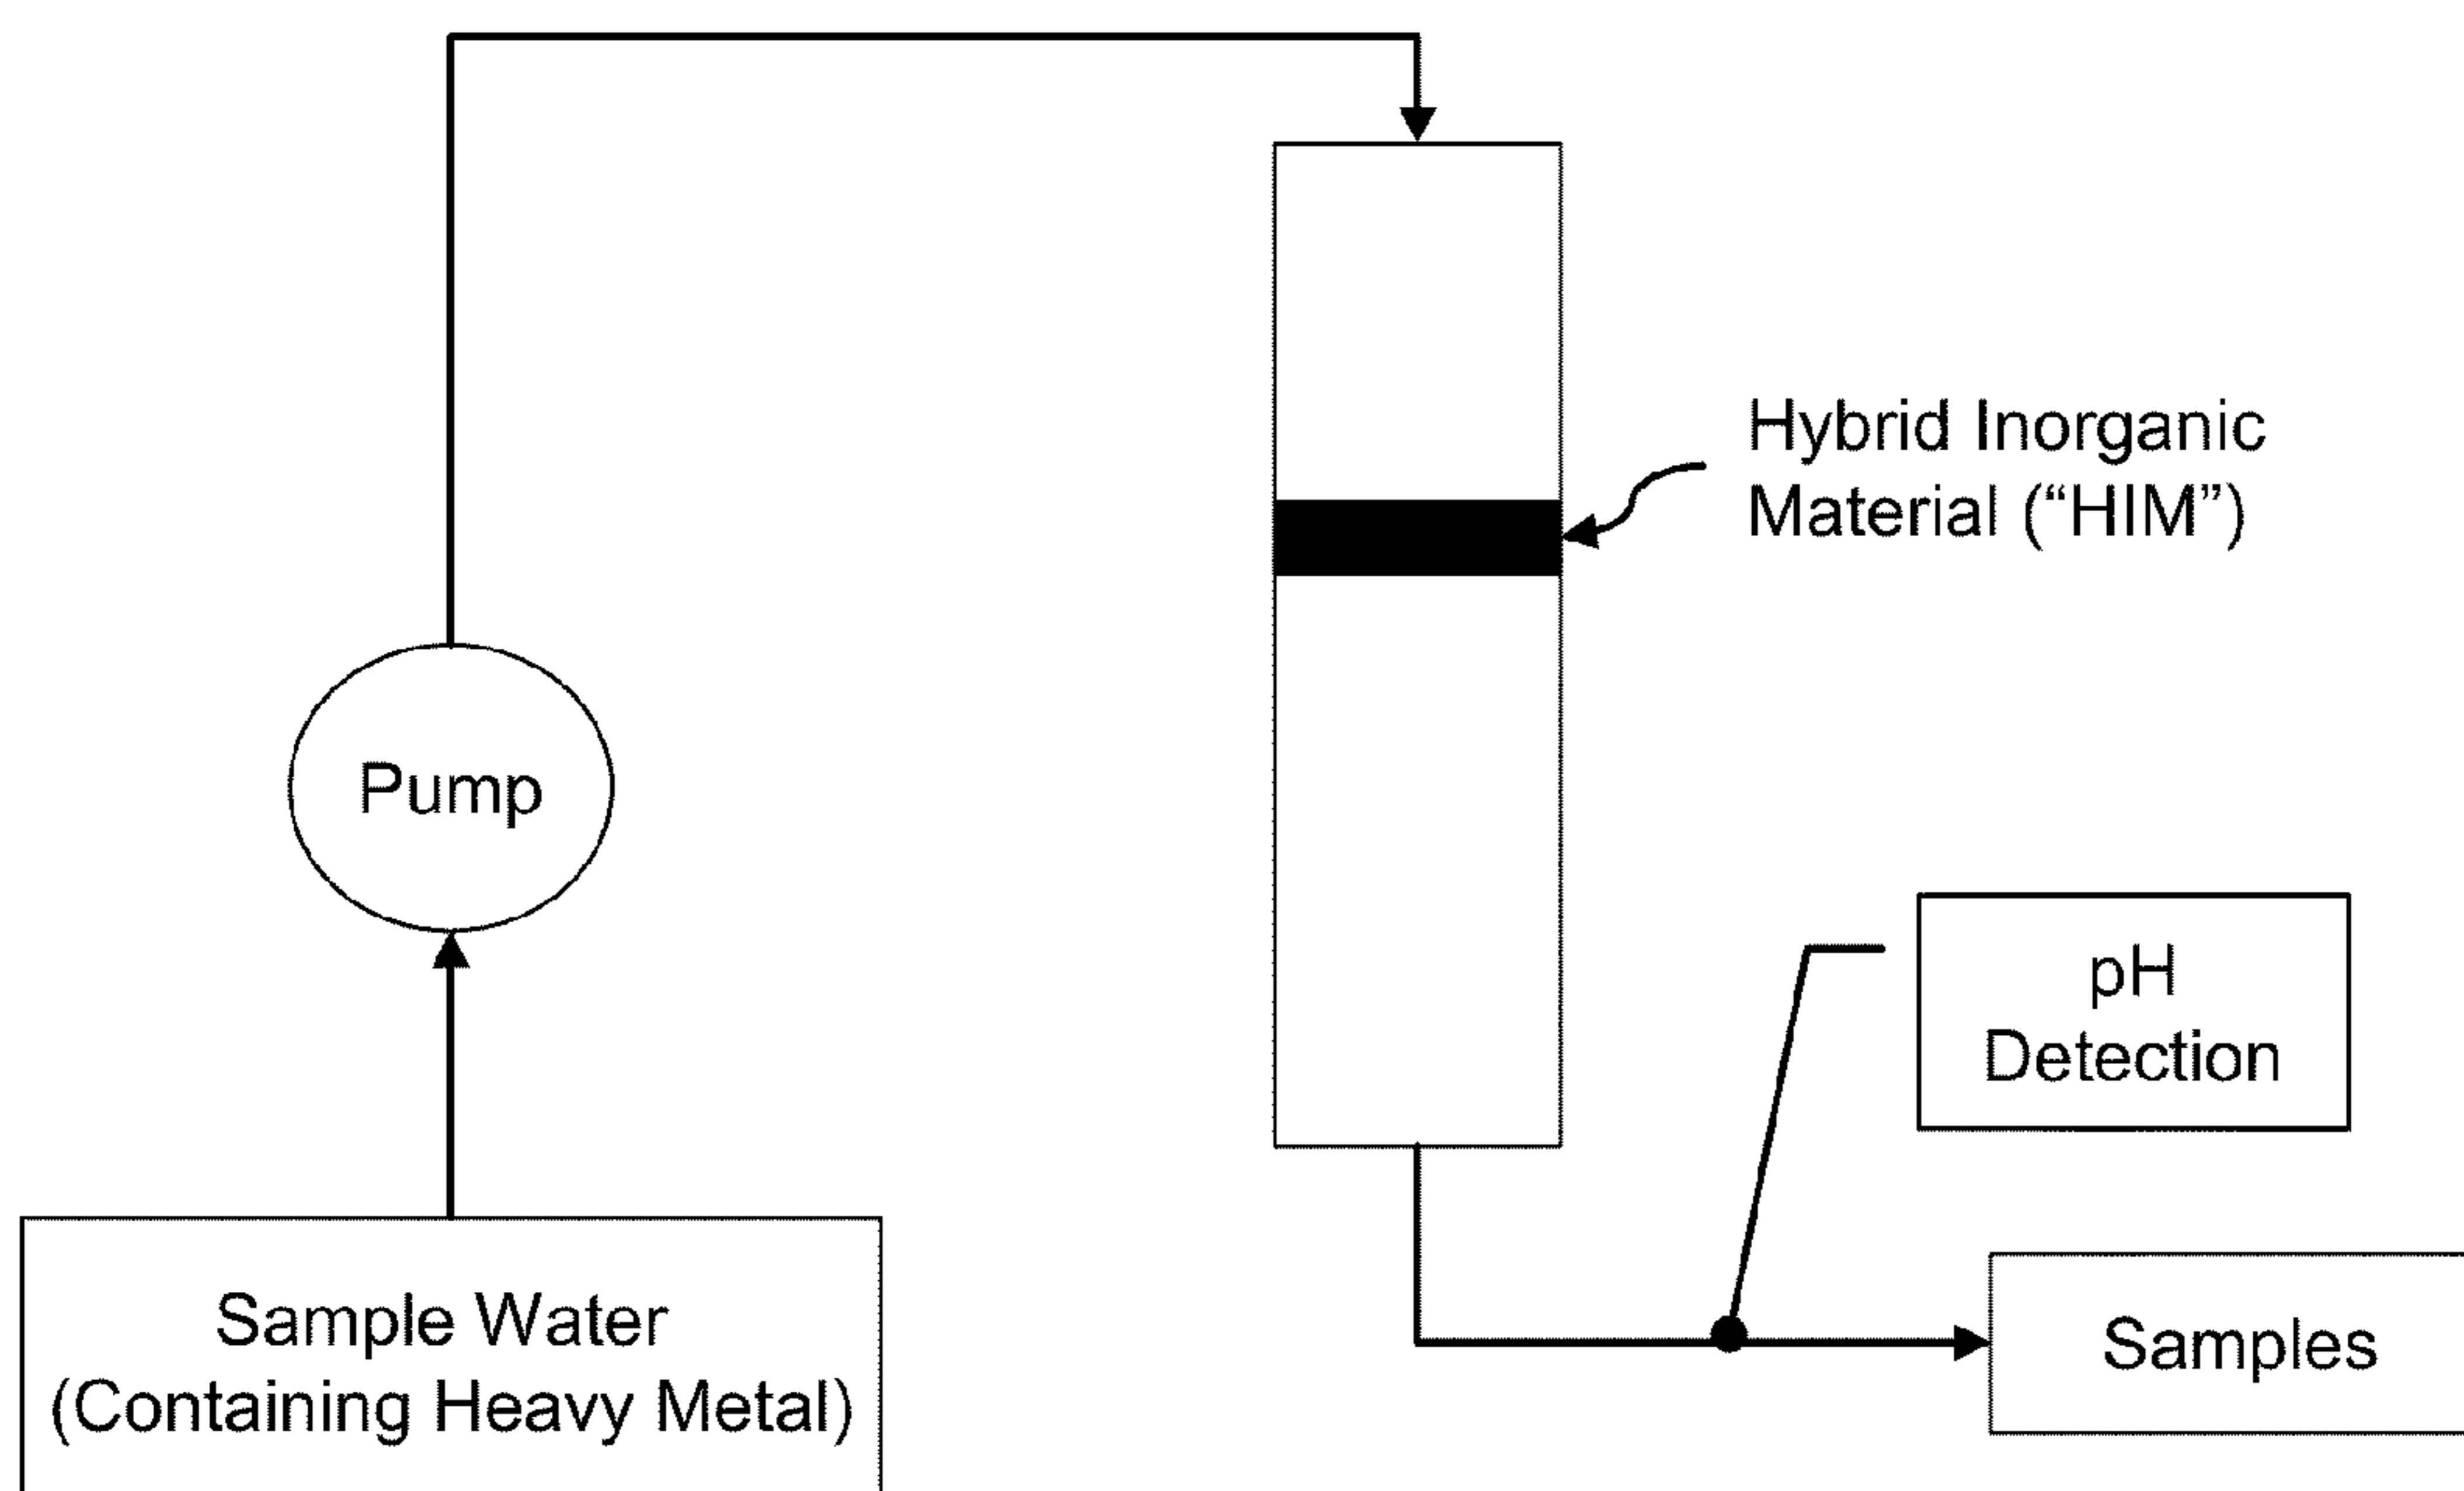 Hybrid Inorganic
Material (“HIM”)
Pump
pH
Detection
Sample Water
(Containing Heavy Metal)
Samples